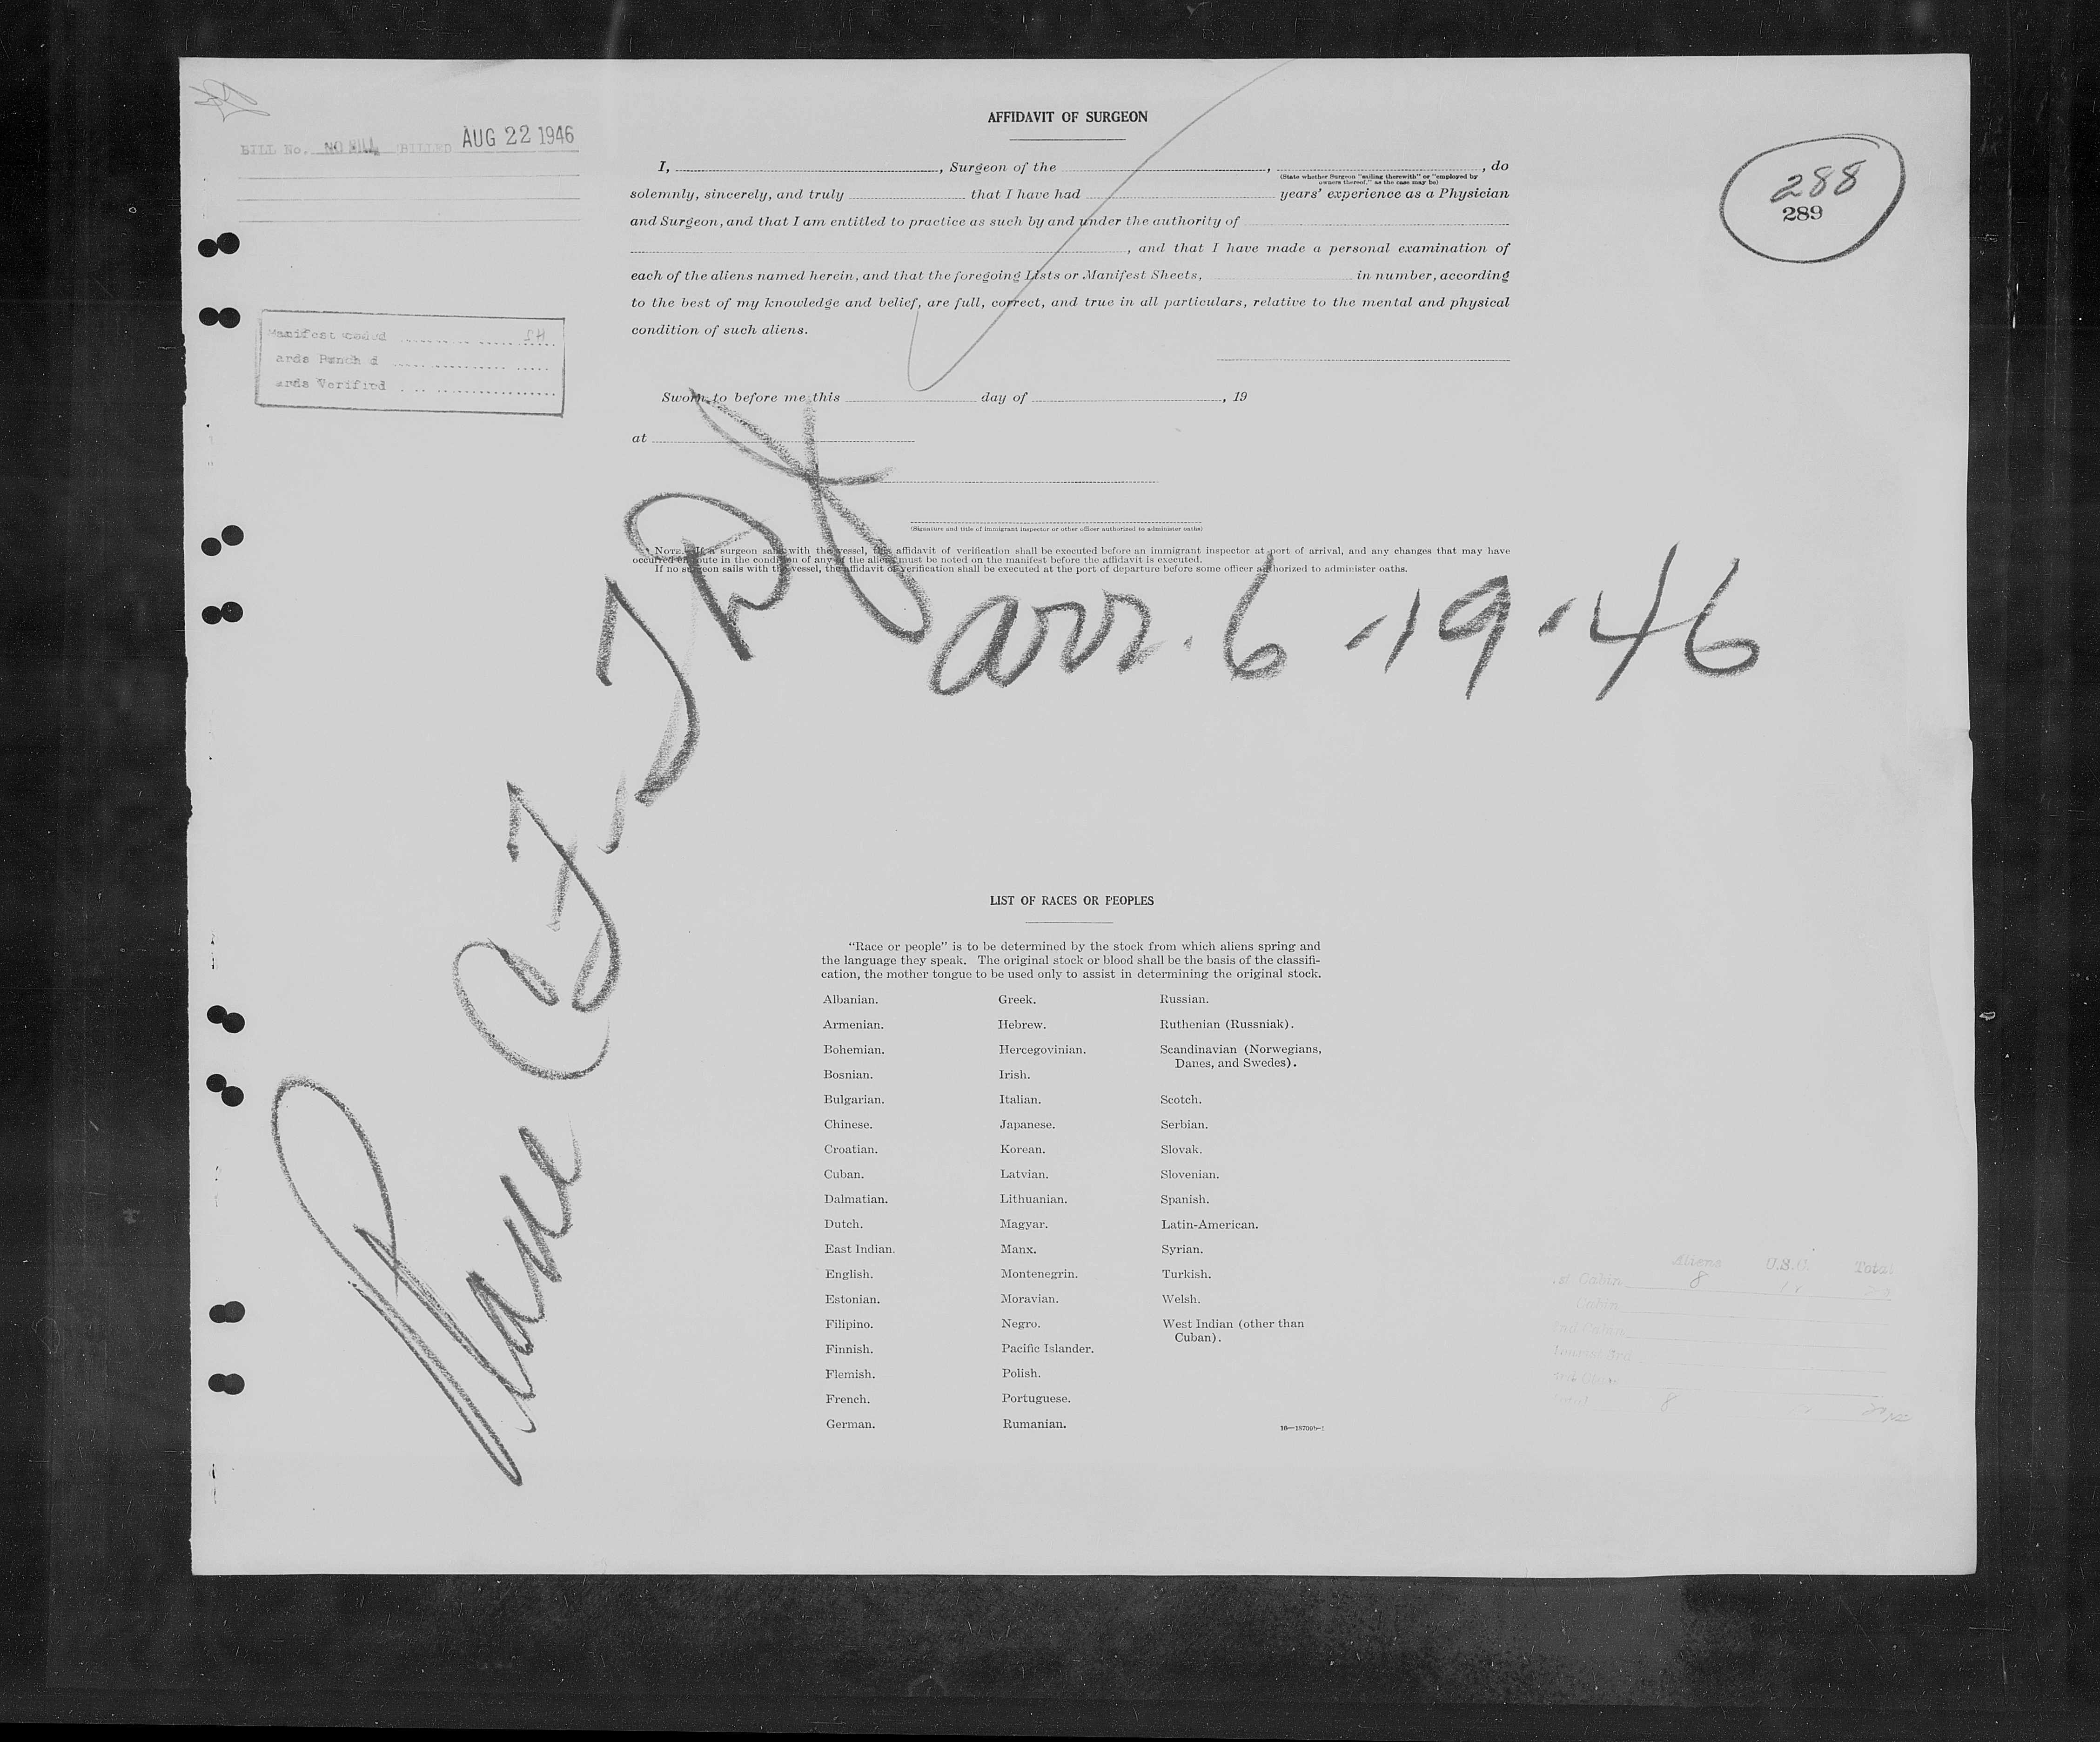 BILL No. NO BILL BILLED AUG 22 1946
AFFIDAVIT OF SURGEON
I, , Surgeon of the , , do
(State whether Surgeon "sailing therewith" or "employed by
owners thereof," as the case may be)
solemnly, sincerely, and truly that I have had years' experience as a Physician
and Surgeon, and that I am entitled to practice as such by and under the authority of
, and that I have made a personal examination of
each of the aliens named herein, and that the foregoing Lists or Manifest Sheets, in number, according
to the best of my knowledge and belief, are full, correct, and true in all particulars, relative to the mental and physical
condition of such aliens.
288
289
Manifest coded
ards Punch d
ards Verified
Sworn to before me this day of , 19
at
(Signature and title of immigrant inspector or other officer authorized to administer oaths)
NOTE.—If a surgeon sails with the vessel, this affidavit of verification shall be executed before an immigrant inspector at port of arrival, and any changes that may have
occurred en route in the condition of any of the aliens must be noted on the manifest before the affidavit is executed.
If no surgeon sails with the vessel, the affidavit of verification shall be executed at the port of departure before some officer authorized to administer oaths.
Plane
arr. 6-19-46
LIST OF RACES OR PEOPLES
"Race or people" is to be determined by the stock from which aliens spring and
the language they speak. The original stock or blood shall be the basis of the classifi-
cation, the mother tongue to be used only to assist in determining the original stock.
Albanian. Greek. Russian.
Armenian. Hebrew. Ruthenian (Russniak).
Bohemian. Hercegovinian. Scandinavian (Norwegians,
Danes, and Swedes).
Bosnian. Irish.
Bulgarian. Italian. Scotch.
Chinese. Japanese. Serbian.
Croatian. Korean. Slovak.
Cuban. Latvian. Slovenian.
Dalmatian. Lithuanian. Spanish.
Dutch. Magyar. Latin-American.
East Indian. Manx. Syrian.
English. Montenegrin. Turkish.
Estonian. Moravian. Welsh.
Filipino. Negro. West Indian (other than
Cuban).
Finnish. Pacific Islander.
Flemish. Polish.
French. Portuguese.
German. Rumanian.
Aliens U.S.C. Total
1st Cabin 8
Cabin
2nd Cabin
Tourist 3rd
3rd Class
Total 8